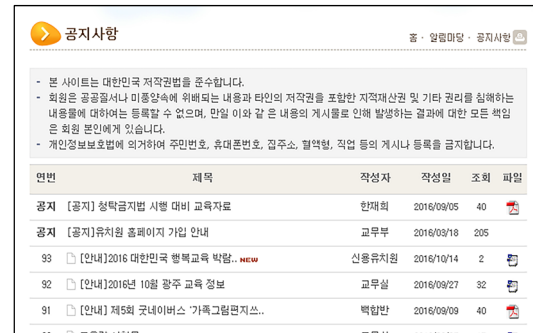 공지사항
홈 · 알림마당 · 공지사항
- 본 사이트는 대한민국 저작권법을 준수합니다.
- 회원은 공공질서나 미풍양속에 위배되는 내용과 타인의 저작권을 포함한 지적재산권 및 기타 권리를 침해하는
내용물에 대하여는 등록할 수 없으며, 만일 이와 같 은 내용의 게시물로 인해 발생하는 결과에 대한 모든 책임
은 회원 본인에게 있습니다.
- 개인정보보호법에 의거하여 주민번호, 휴대폰번호, 집주소, 혈액형, 직업 등의 게시나 등록을 금지합니다.
연번 제목 작성자 작성일 조회 파일
공지 [공지] 청탁금지법 시행 대비 교육자료 한재희 2016/09/05 40
공지 [공지]유치원 홈페이지 가입 안내 교무부 2016/03/18 205
93 [안내]2016 대한민국 행복교육 박람.. NEW 신용유치원 2016/10/14 2
92 [안내]2016년 10월 광주 교육 정보 교무실 2016/09/27 32
91 [안내] 제5회 굿네이버스 '가족그림편지쓰.. 백합반 2016/09/09 40